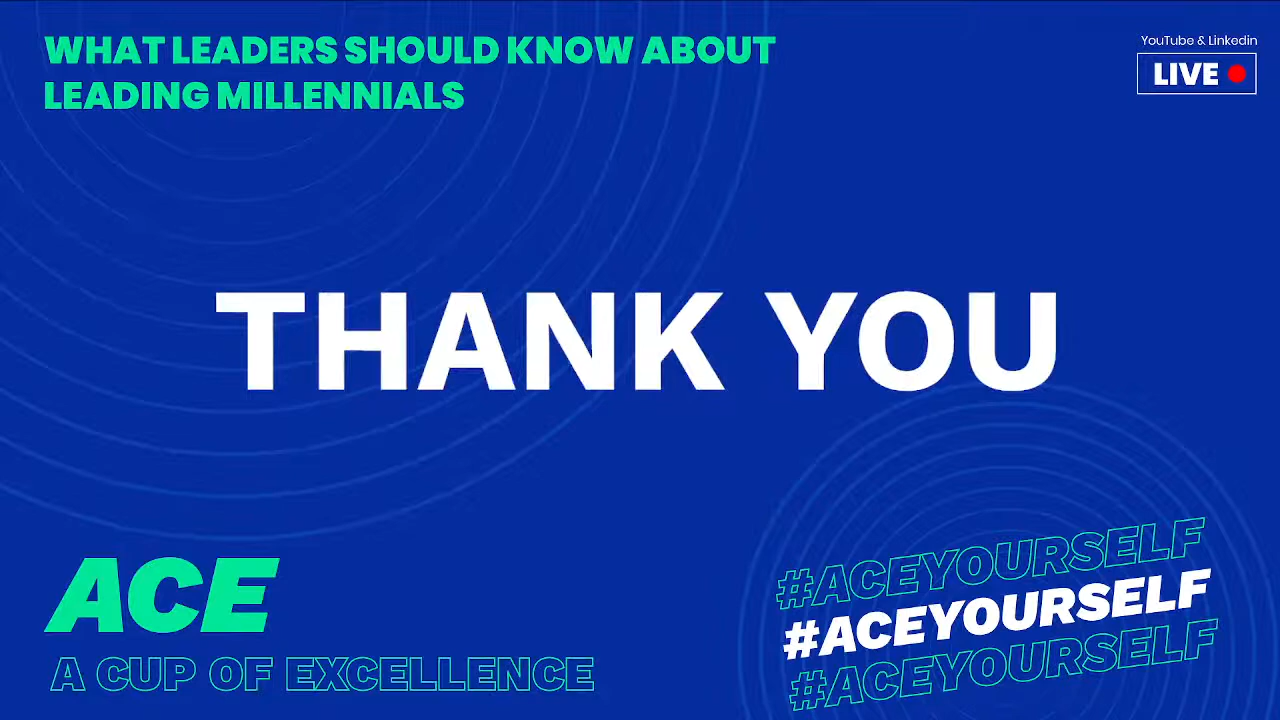 WHAT LEADERS SHOULD KNOW ABOUT
LEADING MILLENNIALS
YouTube & Linkedin
LIVE
THANK YOU
ACE
A CUP OF EXCELLENCE
#ACEYOURSELF
#ACEYOURSELF
#ACEYOURSELF